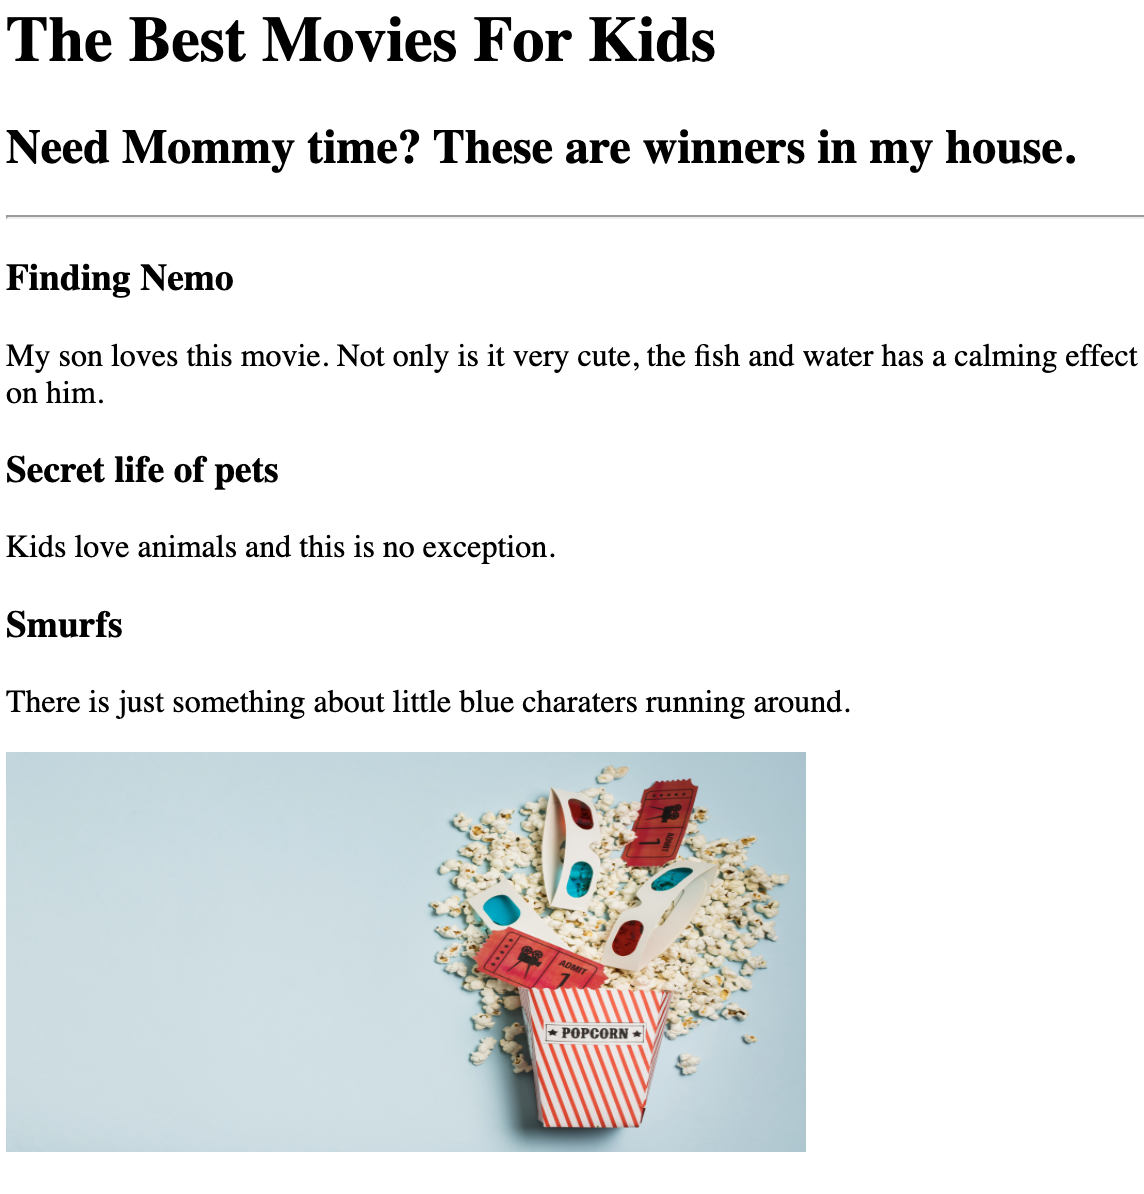 The Best Movies For Kids
Need Mommy time? These are winners in my house.
Finding Nemo
My son loves this movie. Not only is it very cute, the fish and water has a calming effect
on him.
Secret life of pets
Kids love animals and this is no exception.
Smurfs
There is just something about little blue charaters running around.
ADMIT
1
ADMIT
1
★ POPCORN ★